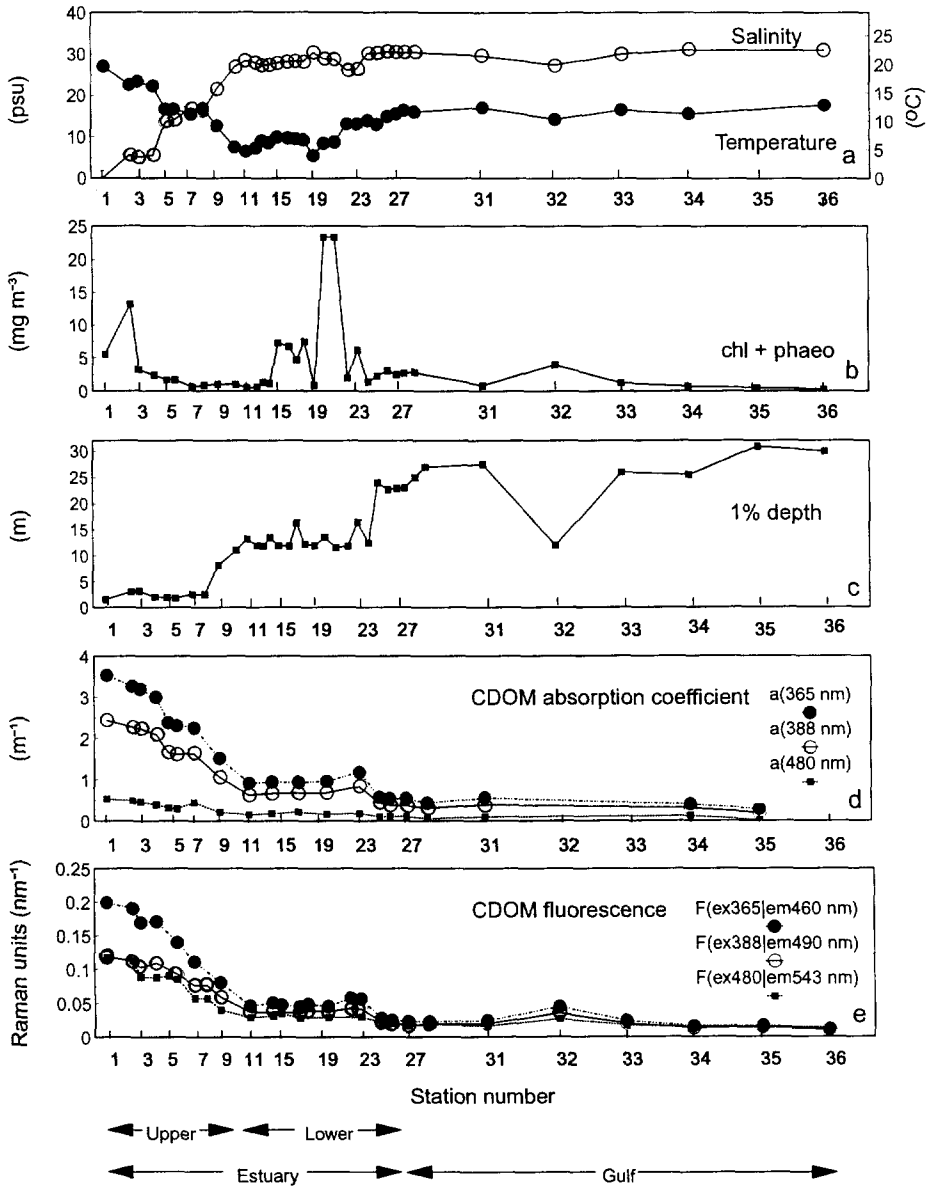 40
30
20
10
0
(psu)
Salinity
Temperature
a
25
20
15
10
5
0
(°C)
1 3 5 7 9 11 15 19 23 27 31 32 33 34 35 36
25
20
15
10
5
0
(mg m⁻³)
chl + phaeo
b
1 3 5 7 9 11 15 19 23 27 31 32 33 34 35 36
30
25
20
15
10
5
0
(m)
1% depth
c
1 3 5 7 9 11 15 19 23 27 31 32 33 34 35 36
4
3
2
1
0
(m⁻¹)
CDOM absorption coefficient
a(365 nm)
a(388 nm)
a(480 nm)
d
1 3 5 7 9 11 15 19 23 27 31 32 33 34 35 36
0.25
0.2
0.15
0.1
0.05
0
Raman units (nm⁻¹)
CDOM fluorescence
F(ex365|em460 nm)
F(ex388|em490 nm)
F(ex480|em543 nm)
e
1 3 5 7 9 11 15 19 23 27 31 32 33 34 35 36
Station number
Upper Lower
Estuary Gulf